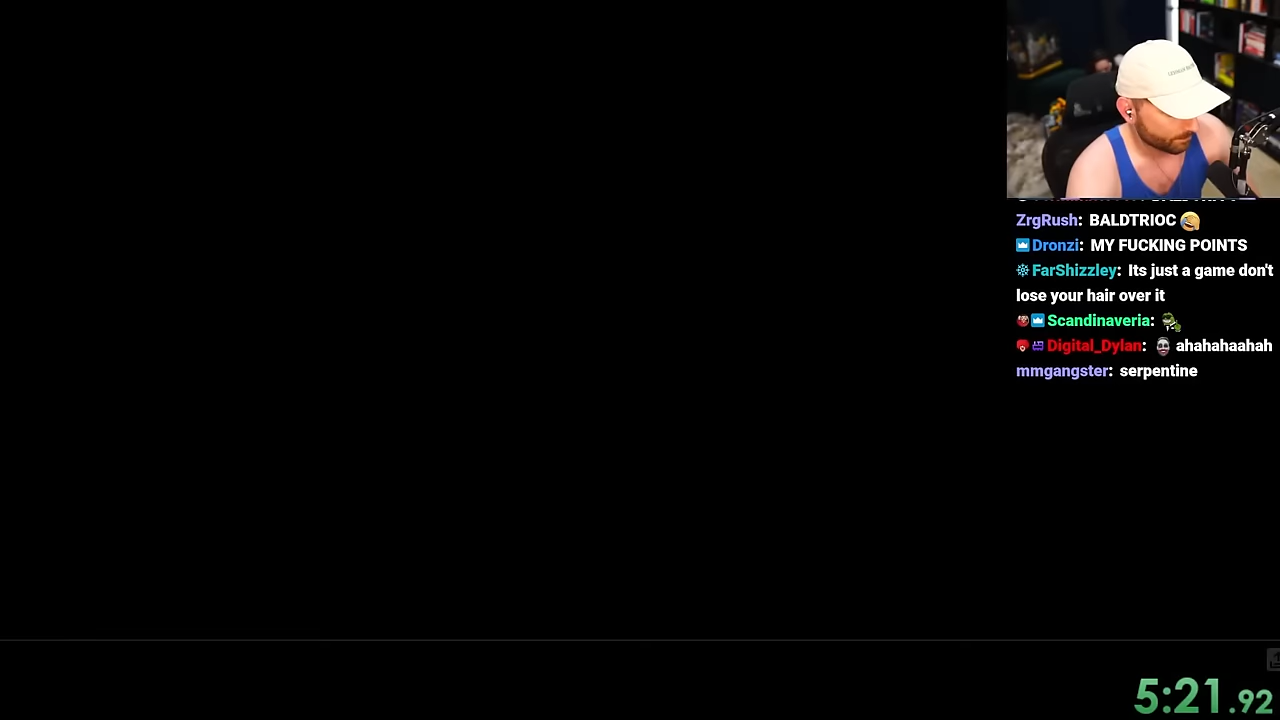 ZrgRush: BALDTRIOC
Dronzi: MY FUCKING POINTS
FarShizzley: Its just a game don't
lose your hair over it
Scandinaveria:
Digital_Dylan: ahahahaahah
mmgangster: serpentine
5:21.92